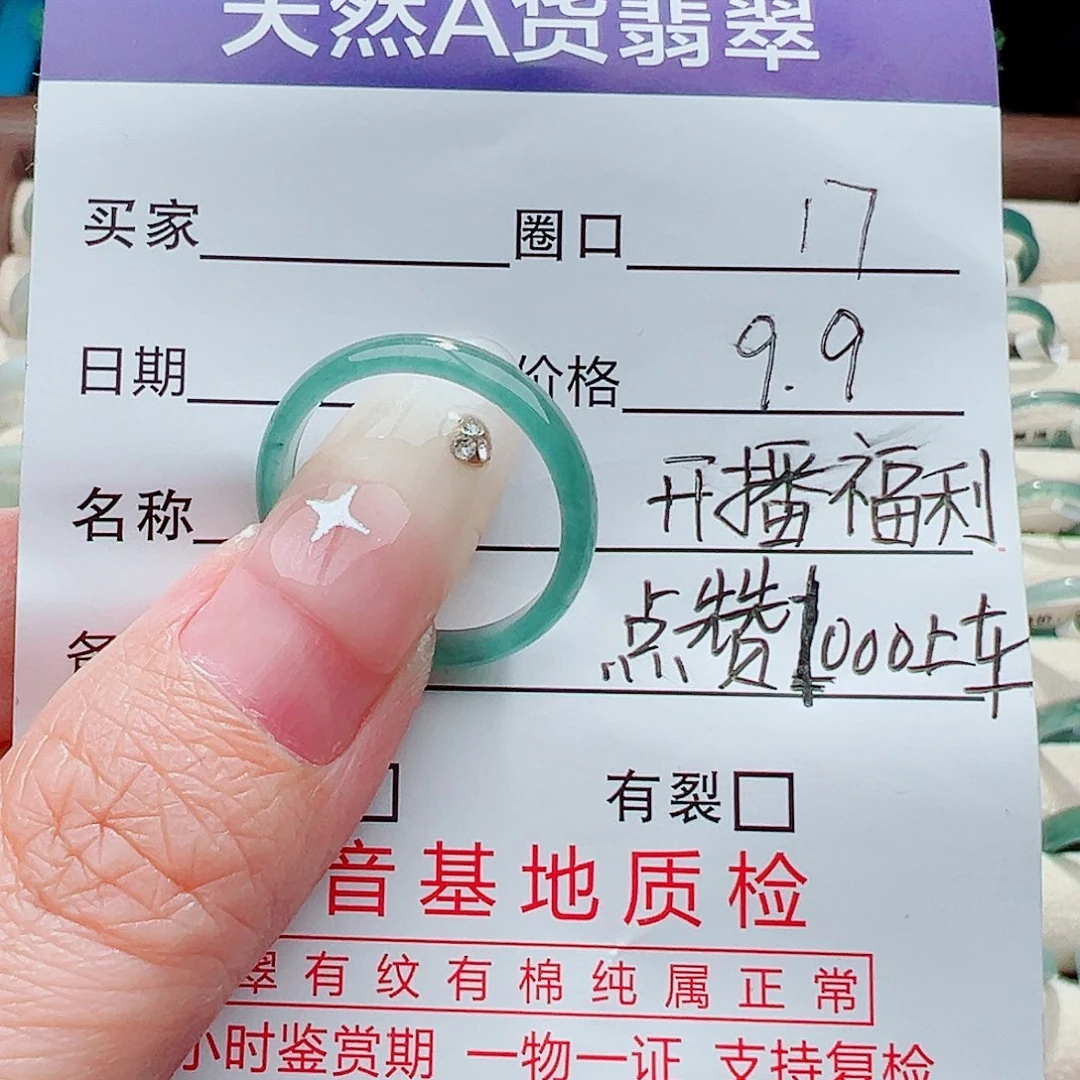 天然A货翡翠
买家 圈口 17
日期 价格 9.9
名称 开播福利
点赞1000上车
有裂
音基地质检
翠有纹有棉纯属正常
小时鉴赏期 一物一证 支持复检